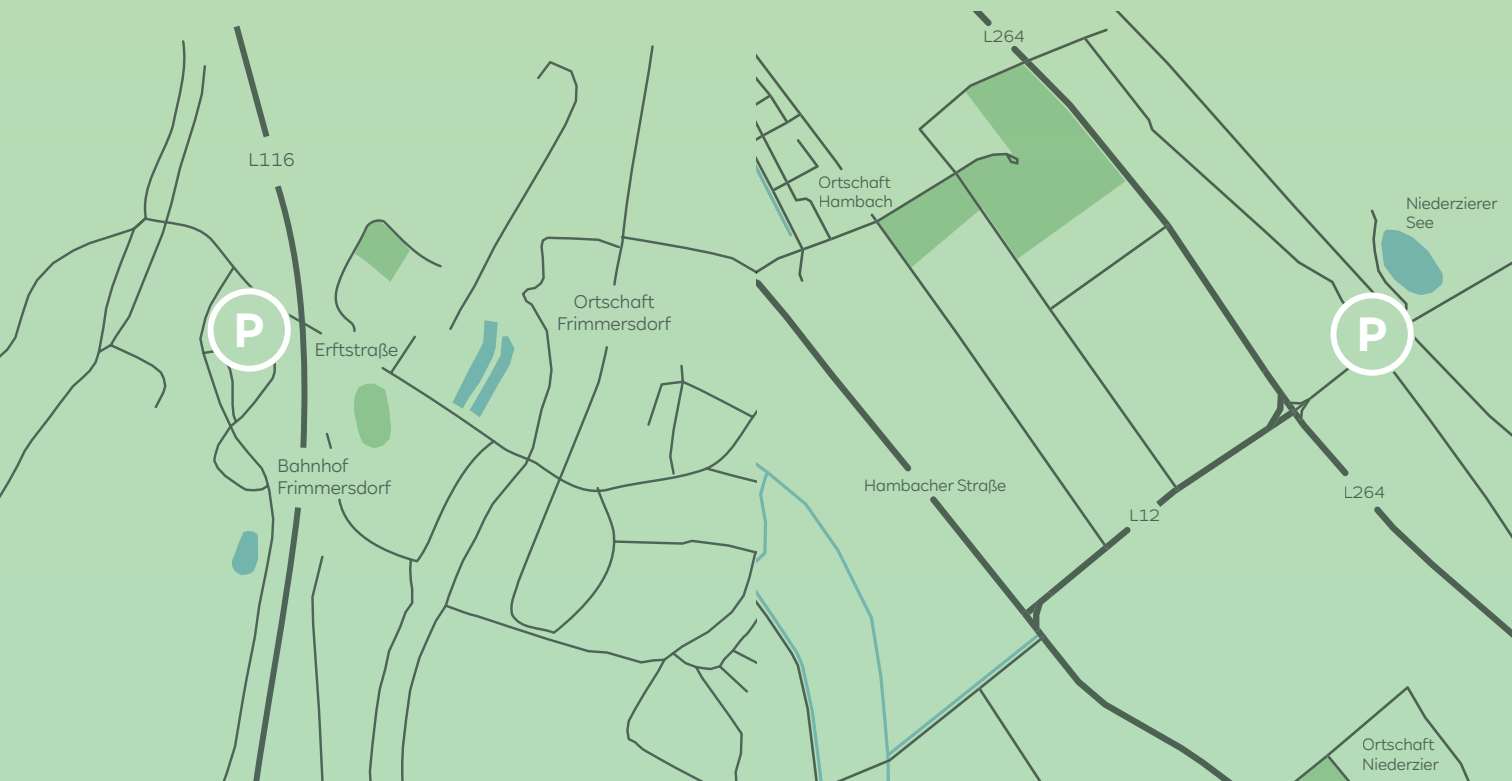 L116
P
Erftstraße
Ortschaft
Frimmersdorf
Bahnhof
Frimmersdorf
L264
Ortschaft
Hambach
Niederzierer
See
P
Hambacher Straße
L12
L264
Ortschaft
Niederzier